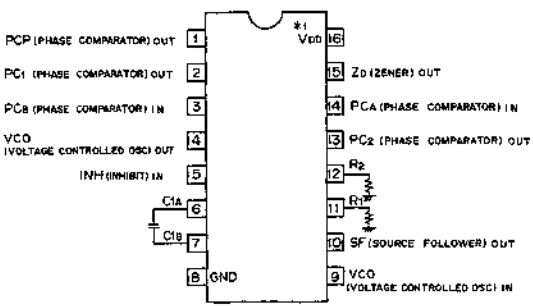 PCP (PHASE COMPARATOR) OUT 1
PC1 (PHASE COMPARATOR) OUT 2
PCB (PHASE COMPARATOR) IN 3
VCO
(VOLTAGE CONTROLLED OSC) OUT 4
INH (INHIBIT) IN 5
C1A 6
C1B 7
8 GND
*1
VDD 16
15 ZD (ZENER) OUT
14 PCA (PHASE COMPARATOR) IN
13 PC2 (PHASE COMPARATOR) OUT
12 R2
11 R1
10 SF (SOURCE FOLLOWER) OUT
9 VCO
(VOLTAGE CONTROLLED OSC) IN